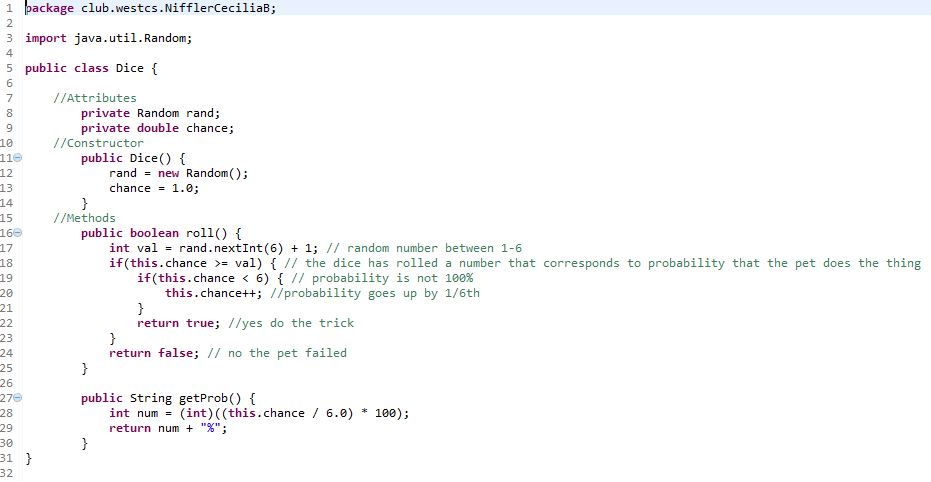 1 package club.westcs.NifflerCeciliaB;
2
3 import java.util.Random;
4
5 public class Dice {
6
7     //Attributes
8         private Random rand;
9         private double chance;
10     //Constructor
11         public Dice() {
12             rand = new Random();
13             chance = 1.0;
14         }
15     //Methods
16         public boolean roll() {
17             int val = rand.nextInt(6) + 1; // random number between 1-6
18             if(this.chance >= val) { // the dice has rolled a number that corresponds to probability that the pet does the thing
19                 if(this.chance < 6) { // probability is not 100%
20                     this.chance++; //probability goes up by 1/6th
21                 }
22                 return true; //yes do the trick
23             }
24             return false; // no the pet failed
25         }
26
27         public String getProb() {
28             int num = (int)((this.chance / 6.0) * 100);
29             return num + "%";
30         }
31 }
32